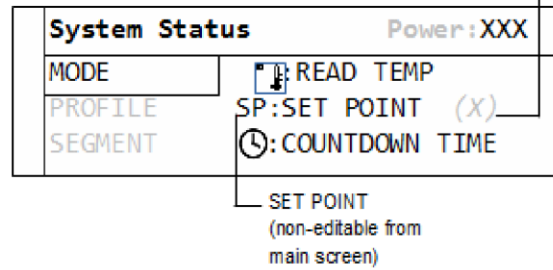 System Status Power:XXX
MODE :READ TEMP
PROFILE SP:SET POINT (X)
SEGMENT :COUNTDOWN TIME
SET POINT
(non-editable from
main screen)